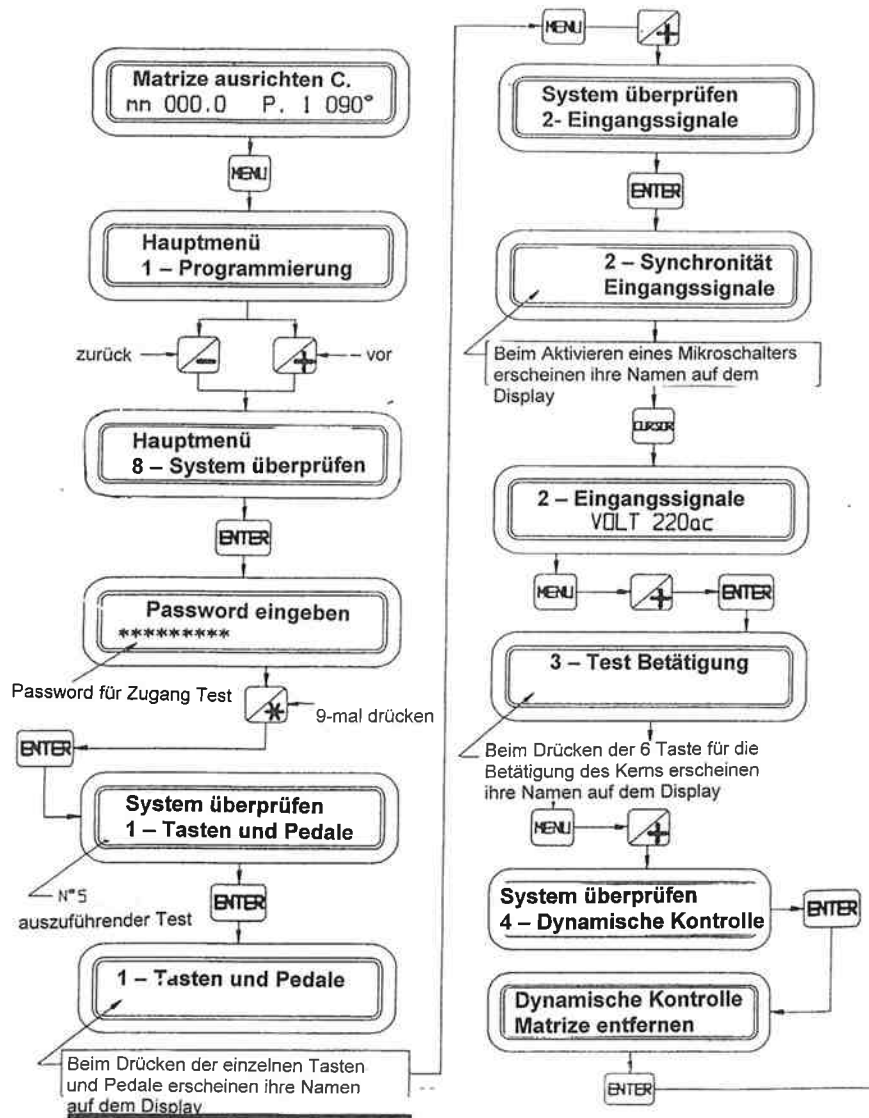 Matrize ausrichten C.
mn 000.0 P. 1 090°
MENU
Hauptmenü
1 – Programmierung
zurück
–
+
vor
Hauptmenü
8 – System überprüfen
ENTER
Password eingeben
*********
Password für Zugang Test
*
9-mal drücken
ENTER
System überprüfen
1 – Tasten und Pedale
N°5
auszuführender Test
ENTER
1 – Tasten und Pedale
Beim Drücken der einzelnen Tasten
und Pedale erscheinen ihre Namen
auf dem Display
MENU
+
System überprüfen
2- Eingangssignale
ENTER
2 – Synchronität
Eingangssignale
Beim Aktivieren eines Mikroschalters
erscheinen ihre Namen auf dem
Display
CURSOR
2 – Eingangssignale
VOLT 220ac
MENU
+
ENTER
3 – Test Betätigung
Beim Drücken der 6 Taste für die
Betätigung des Kerns erscheinen
ihre Namen auf dem Display
MENU
+
System überprüfen
4 – Dynamische Kontrolle
ENTER
Dynamische Kontrolle
Matrize entfernen
ENTER